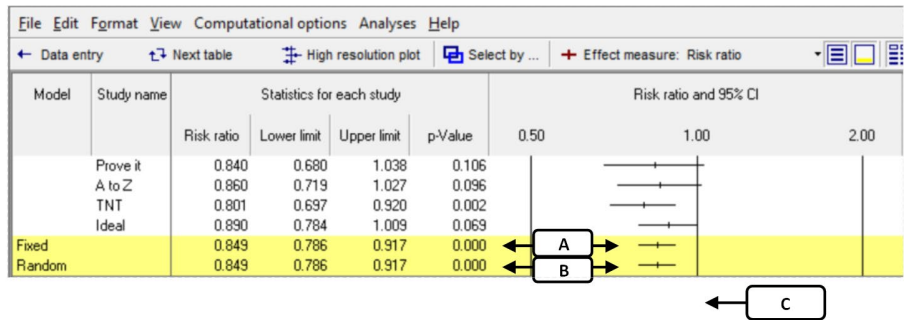 File Edit Format View Computational options Analyses Help
← Data entry Next table High resolution plot Select by ... + Effect measure: Risk ratio
Model Study name Statistics for each study Risk ratio and 95% CI
Risk ratio Lower limit Upper limit p-Value 0.50 1.00 2.00
Prove it 0.840 0.680 1.038 0.106
A to Z 0.860 0.719 1.027 0.096
TNT 0.801 0.697 0.920 0.002
Ideal 0.890 0.784 1.009 0.069
Fixed 0.849 0.786 0.917 0.000 A
Random 0.849 0.786 0.917 0.000 B
C